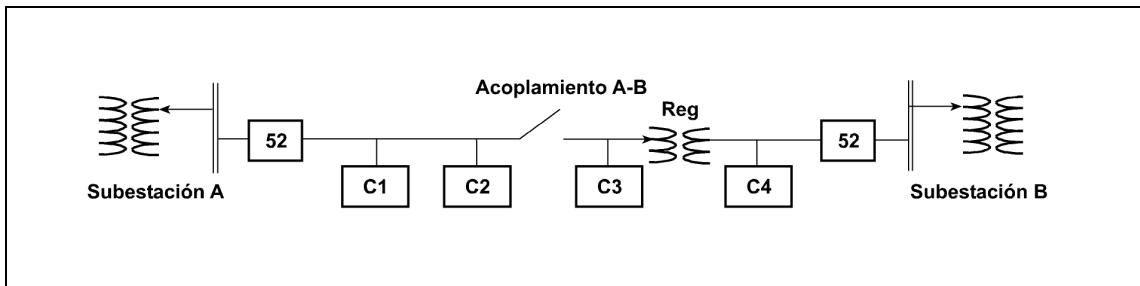 Acoplamiento A-B
Reg
52
52
C1
C2
C3
C4
Subestación A
Subestación B